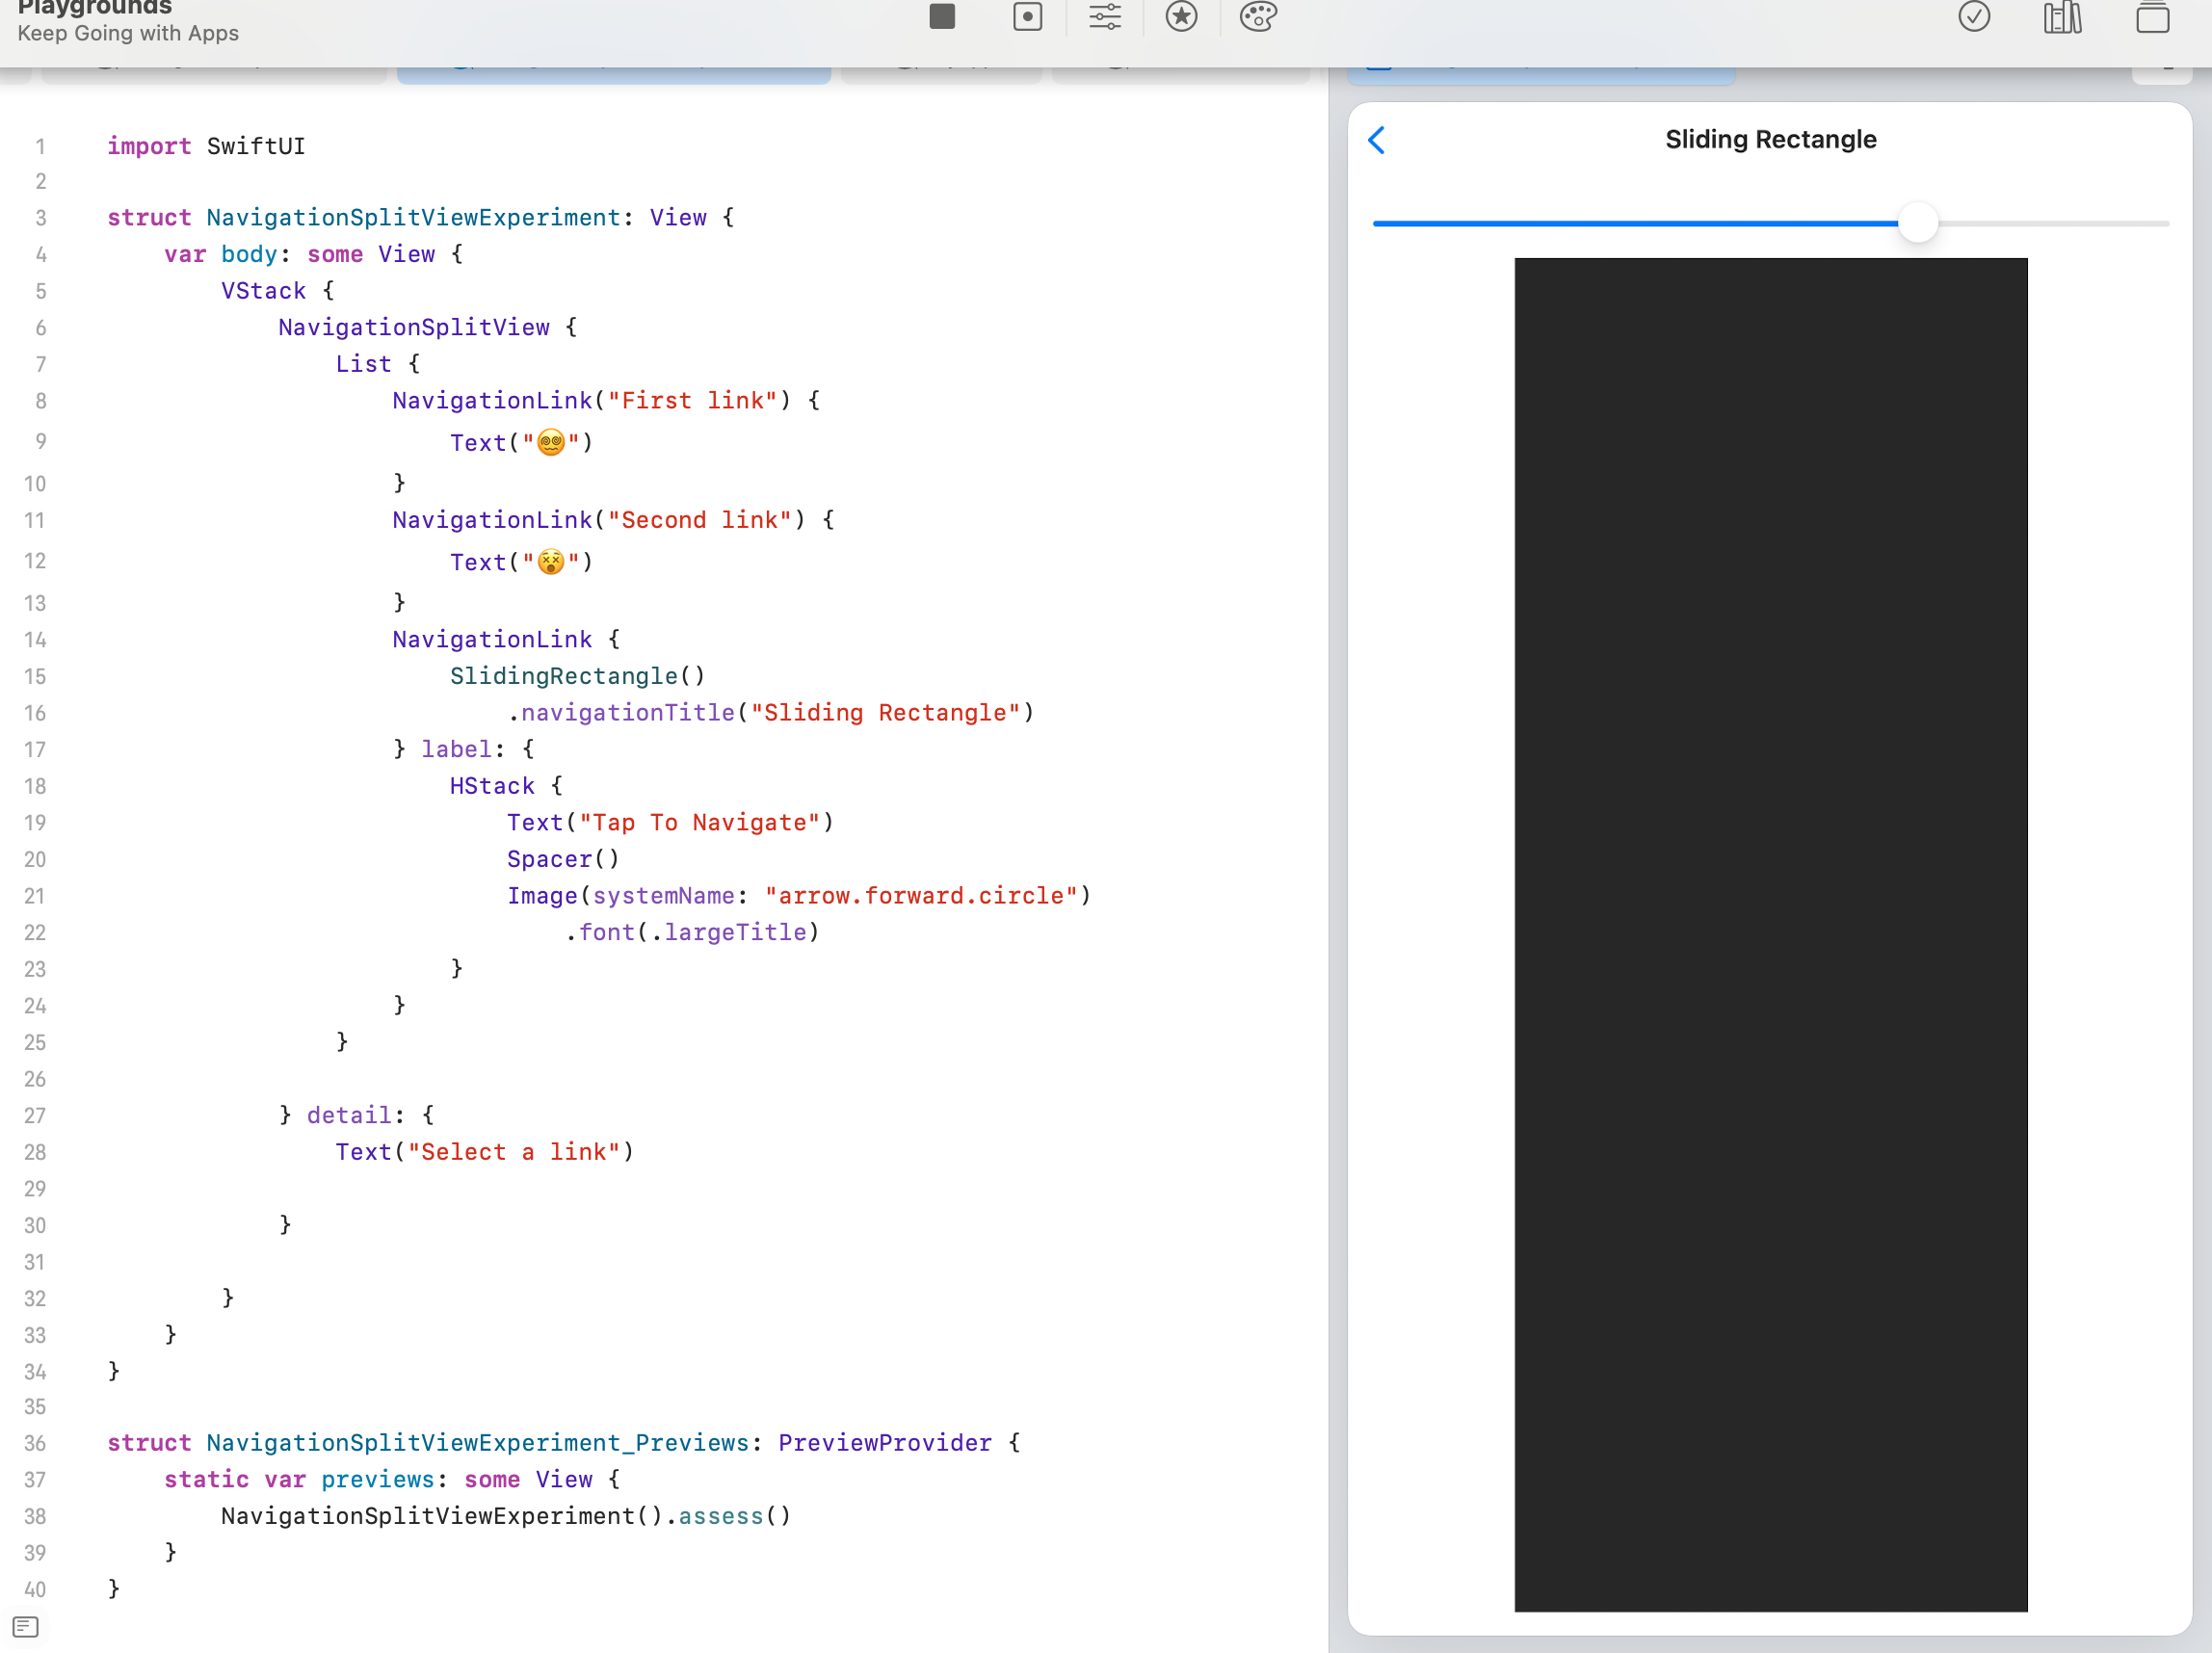 Playgrounds
Keep Going with Apps
1 import SwiftUI
2
3 struct NavigationSplitViewExperiment: View {
4 var body: some View {
5 VStack {
6 NavigationSplitView {
7 List {
8 NavigationLink("First link") {
9 Text("😵‍💫")
10 }
11 NavigationLink("Second link") {
12 Text("😵")
13 }
14 NavigationLink {
15 SlidingRectangle()
16 .navigationTitle("Sliding Rectangle")
17 } label: {
18 HStack {
19 Text("Tap To Navigate")
20 Spacer()
21 Image(systemName: "arrow.forward.circle")
22 .font(.largeTitle)
23 }
24 }
25 }
26
27 } detail: {
28 Text("Select a link")
29
30 }
31
32 }
33 }
34 }
35
36 struct NavigationSplitViewExperiment_Previews: PreviewProvider {
37 static var previews: some View {
38 NavigationSplitViewExperiment().assess()
39 }
40 }
Sliding Rectangle